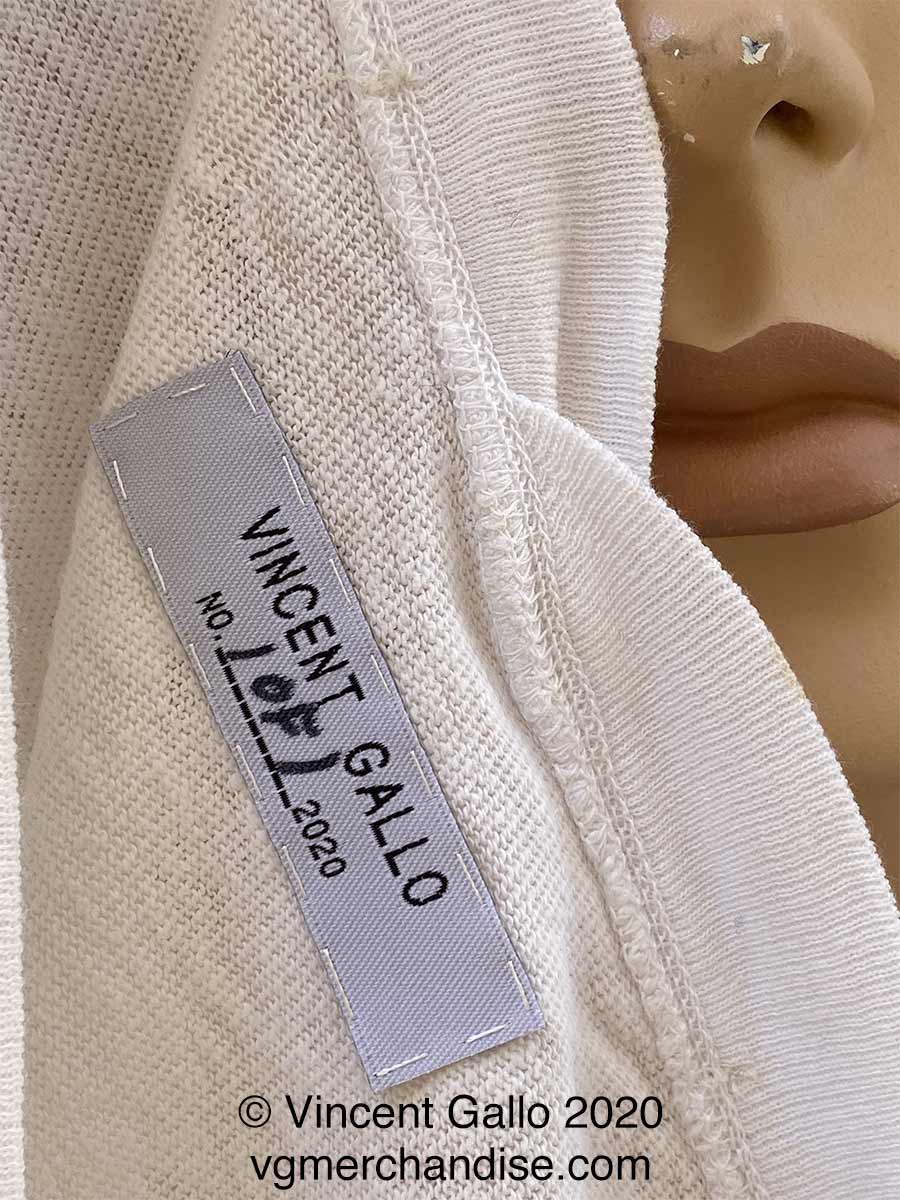 VINCENT GALLO
NO. 1 OF 1 2020
© Vincent Gallo 2020
vgmerchandise.com